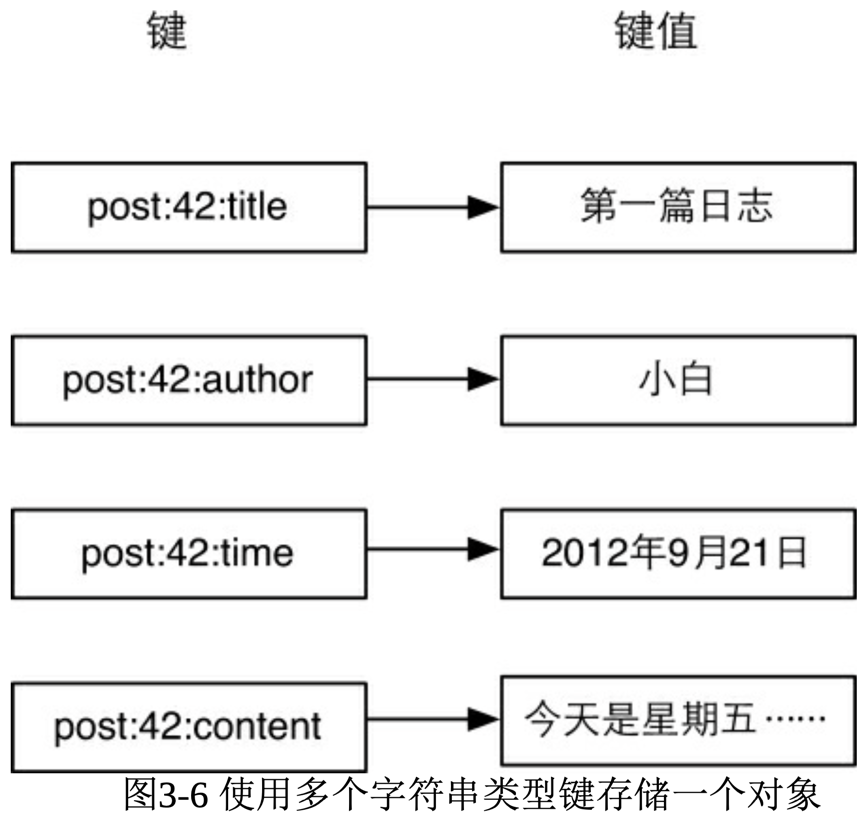 键 键值
post:42:title 第一篇日志
post:42:author 小白
post:42:time 2012年9月21日
post:42:content 今天是星期五……
图3-6 使用多个字符串类型键存储一个对象